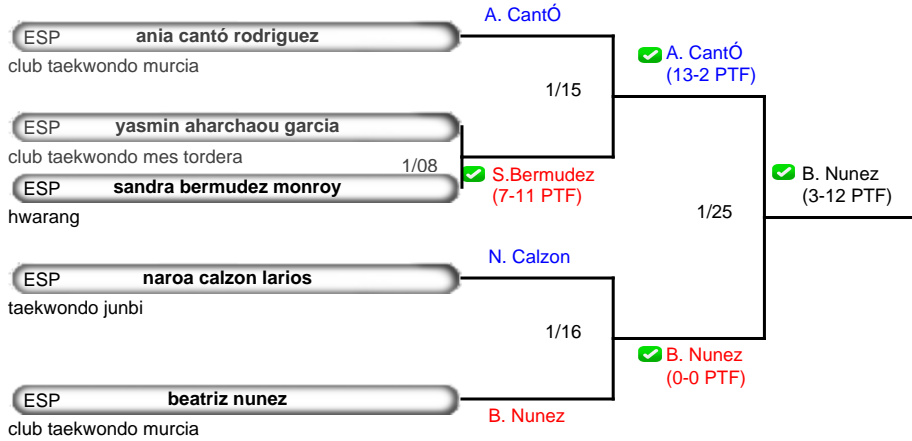 A. CantÓ
ESP ania cantó rodriguez
club taekwondo murcia
A. CantÓ
(13-2 PTF)
1/15
ESP yasmin aharchaou garcia
club taekwondo mes tordera
1/08
ESP sandra bermudez monroy
hwarang
S.Bermudez
(7-11 PTF)
B. Nunez
(3-12 PTF)
1/25
N. Calzon
ESP naroa calzon larios
taekwondo junbi
1/16
B. Nunez
(0-0 PTF)
ESP beatriz nunez
club taekwondo murcia
B. Nunez